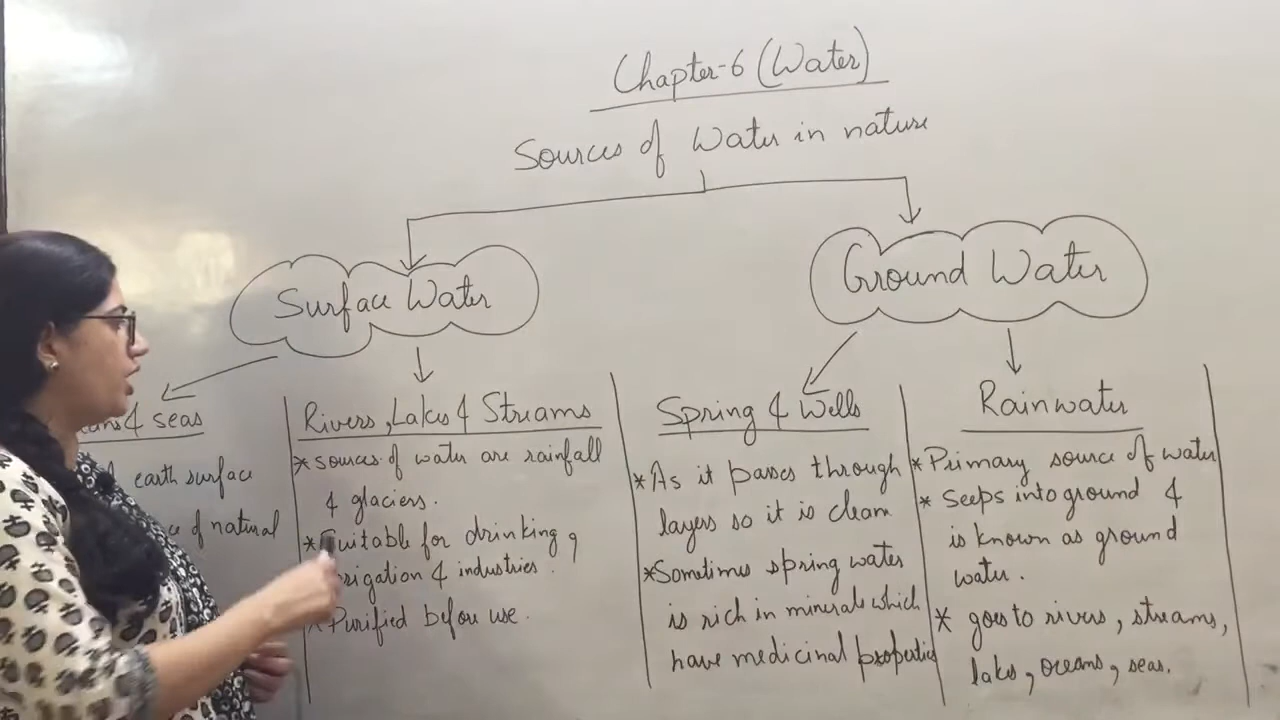 Chapter-6 (Water)
Sources of Water in nature
Surface Water
Ground Water
& seas
earth surface
of natural
Rivers, Lakes & Streams
* sources of water are rainfall
& glaciers.
* Suitable for drinking,
irrigation & industries.
* Purified before use.
Spring & Wells
* As it passes through
layers so it is clean
* Sometimes spring water
is rich in minerals which
have medicinal properties
Rainwater
* Primary source of water
* Seeps into ground &
is known as ground
water.
* goes to rivers, streams,
lakes, oceans, seas.